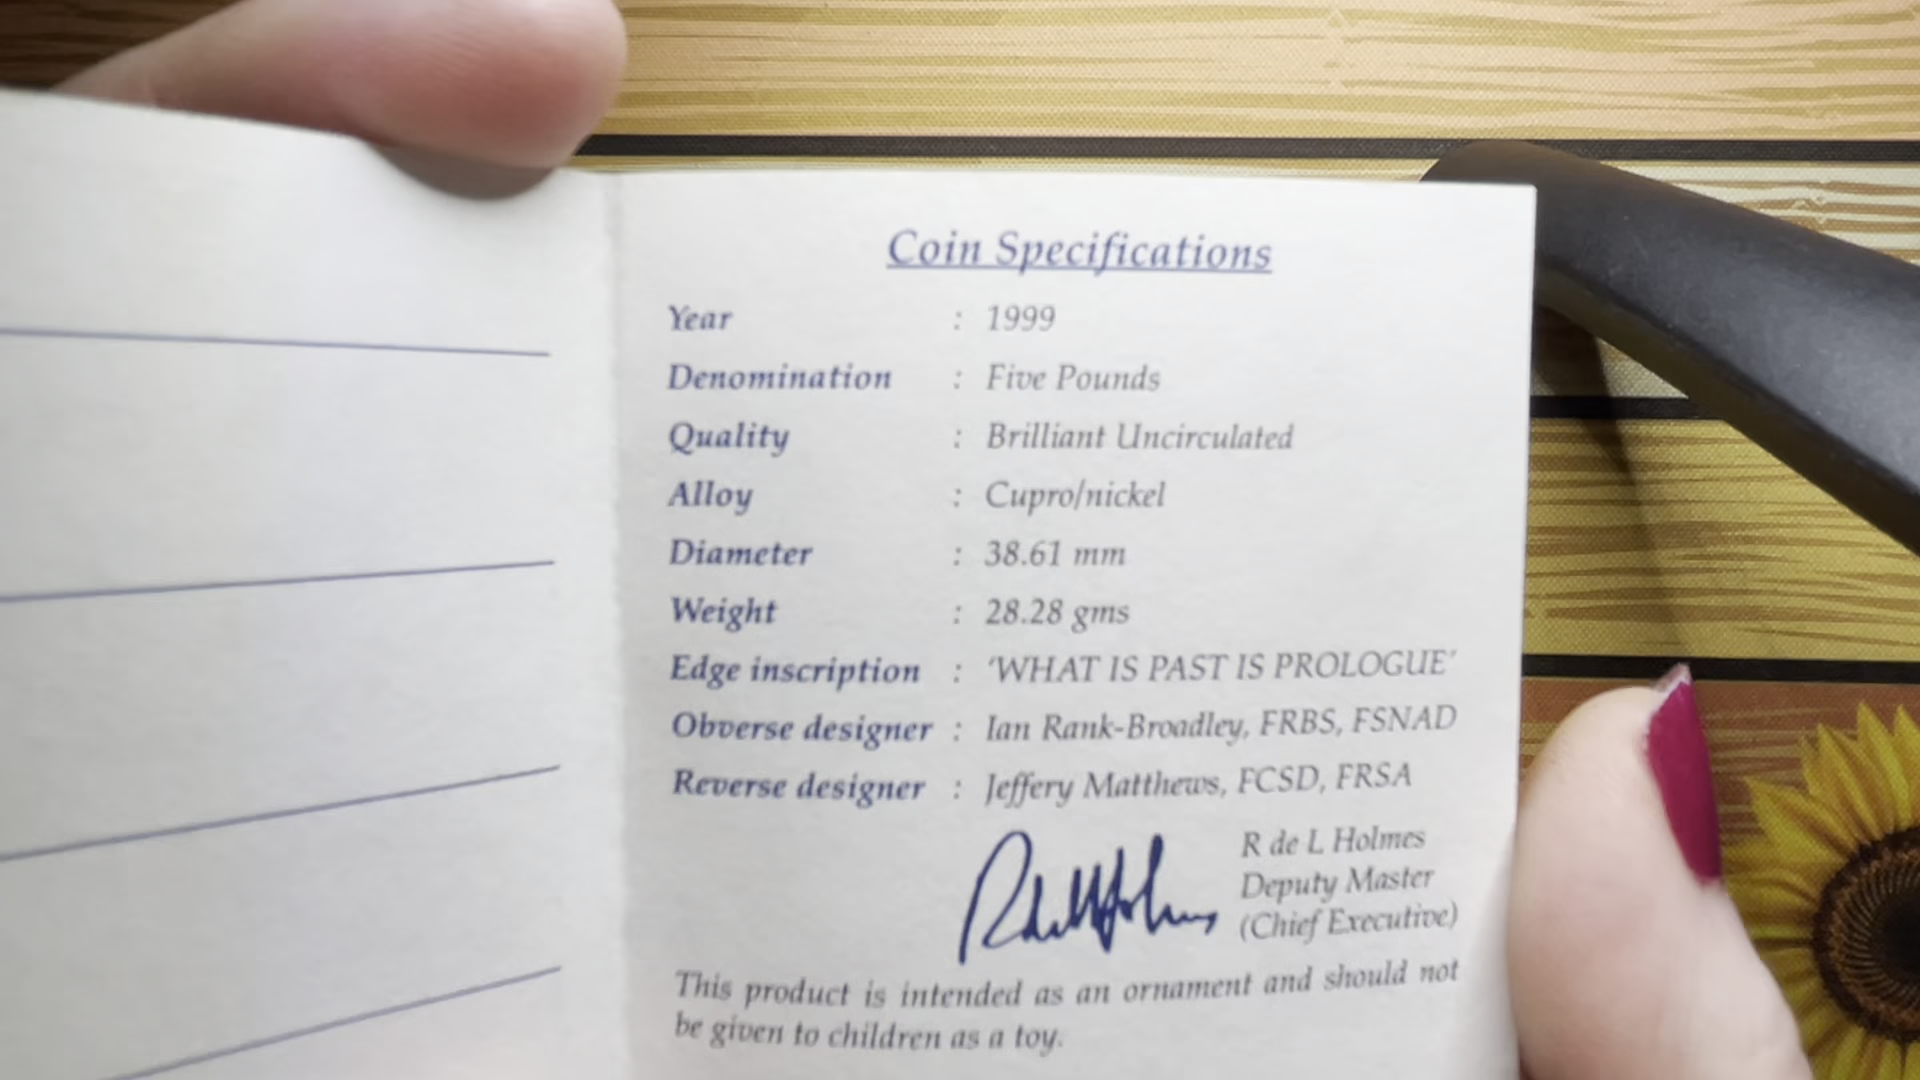 Coin Specifications
Year : 1999
Denomination : Five Pounds
Quality : Brilliant Uncirculated
Alloy : Cupro/nickel
Diameter : 38.61 mm
Weight : 28.28 gms
Edge inscription : ‘WHAT IS PAST IS PROLOGUE’
Obverse designer : Ian Rank-Broadley, FRBS, FSNAD
Reverse designer : Jeffery Matthews, FCSD, FRSA
R de L Holmes
Deputy Master
(Chief Executive)
This product is intended as an ornament and should not
be given to children as a toy.